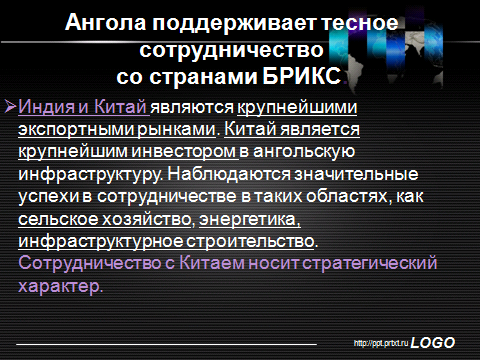 Ангола поддерживает тесное
сотрудничество
со странами БРИКС.
➢Индия и Китай являются крупнейшими
экспортными рынками. Китай является
крупнейшим инвестором в ангольскую
инфраструктуру. Наблюдаются значительные
успехи в сотрудничестве в таких областях, как
сельское хозяйство, энергетика,
инфраструктурное строительство.
Сотрудничество с Китаем носит стратегический
характер.
http://ppt.prtxt.ru LOGO